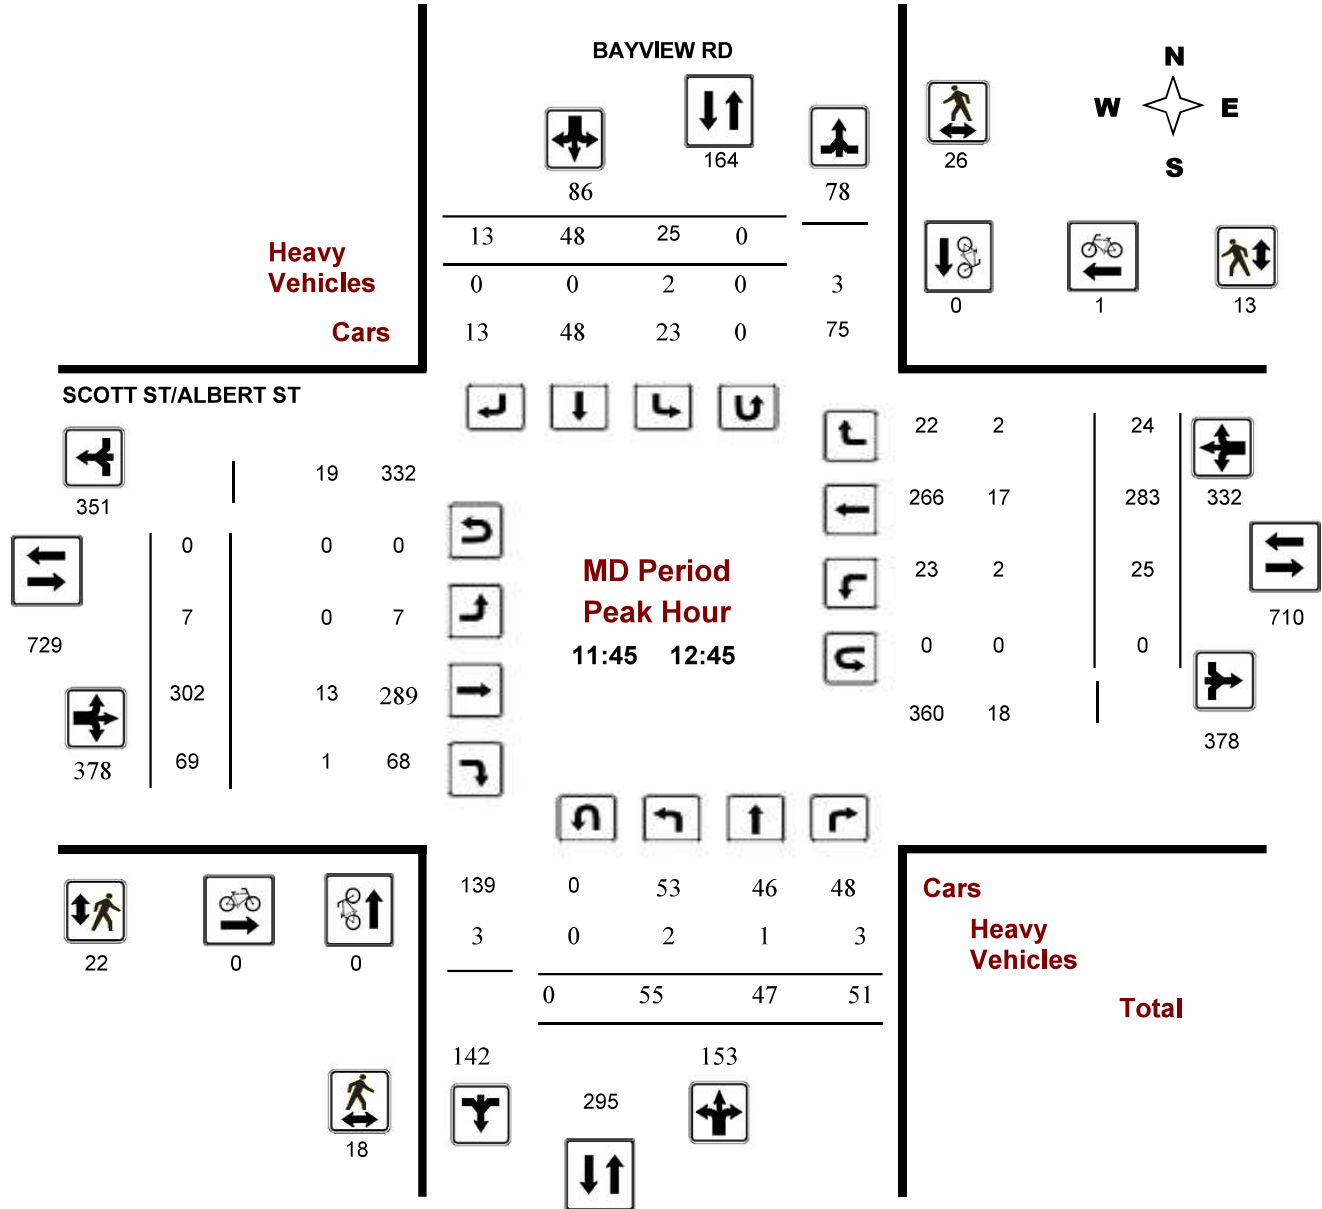 BAYVIEW RD
N
W E
S
164
26
86
78
13 48 25 0
Heavy
Vehicles
0 0 2 0 3
0 1 13
Cars
13 48 23 0 75
SCOTT ST/ALBERT ST
22 2 24
19 332
351
266 17 283 332
0 0 0
MD Period
23 2 25
Peak Hour
7 0 7
710
729
11:45 12:45
0 0 0
302 13 289
360 18
378
378 69 1 68
139 0 53 46 48
Cars
3 0 2 1 3
Heavy
Vehicles
22 0 0
0 55 47 51
Total
142 153
295
18